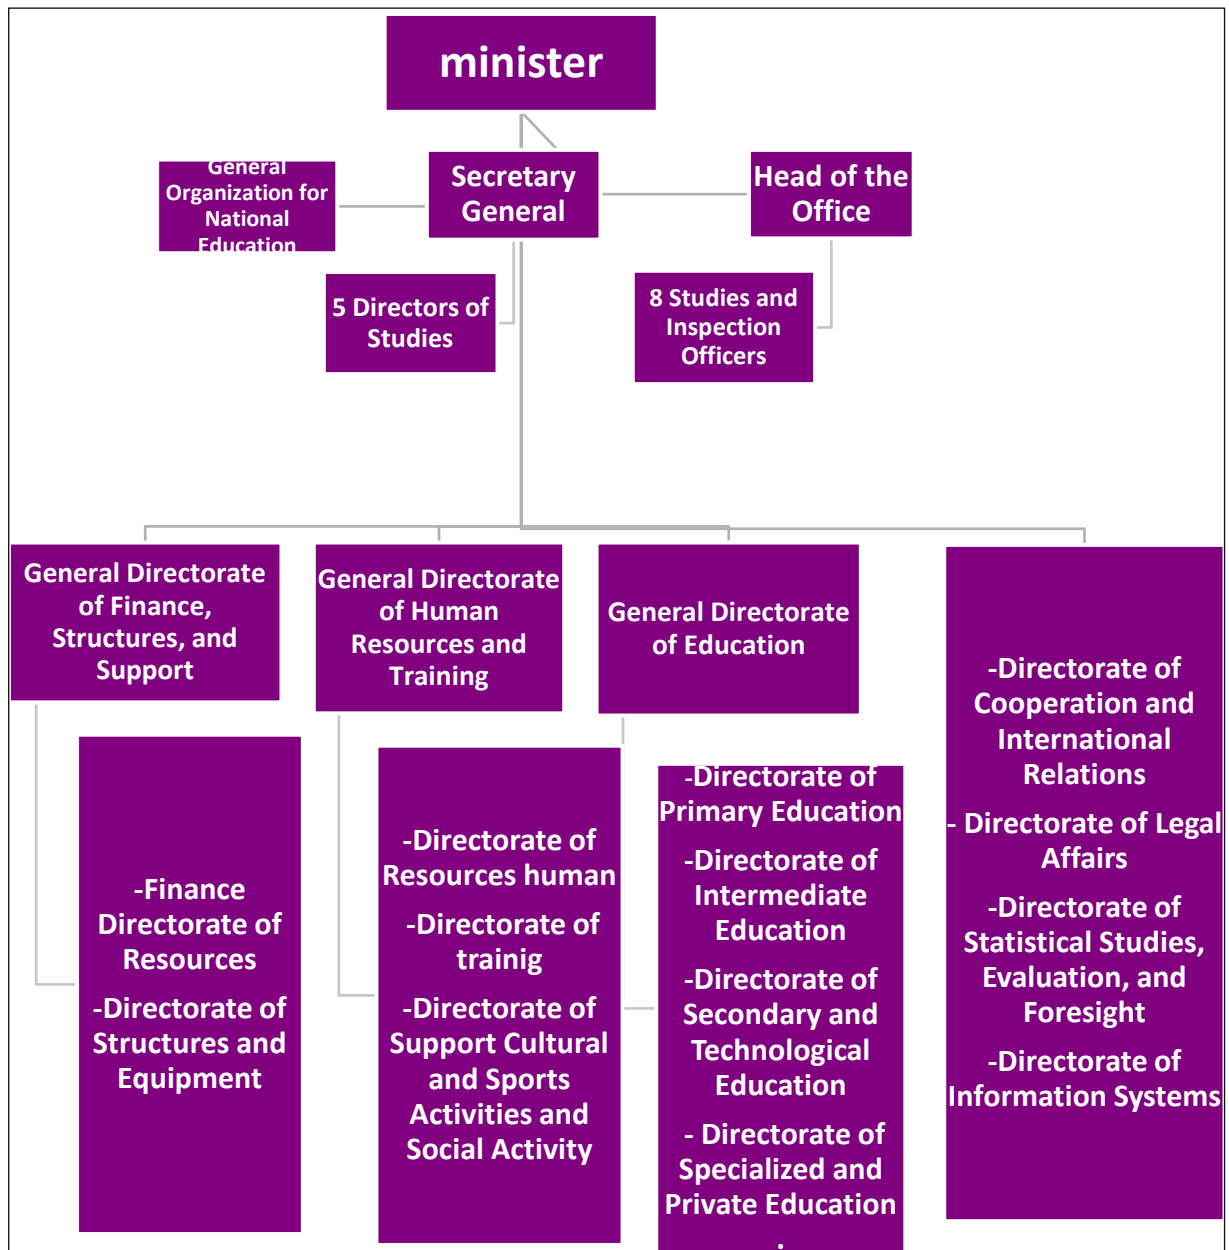 minister
General
Organization for
National
Education
Secretary
General
Head of the
Office
5 Directors of
Studies
8 Studies and
Inspection
Officers
General Directorate
of Finance,
Structures, and
Support
General Directorate
of Human
Resources and
Training
General Directorate
of Education
-Directorate of
Cooperation and
International
Relations
- Directorate of Legal
Affairs
-Directorate of
Statistical Studies,
Evaluation, and
Foresight
-Directorate of
Information Systems
-Finance
Directorate of
Resources
-Directorate of
Structures and
Equipment
-Directorate of
Resources human
-Directorate of
trainig
-Directorate of
Support Cultural
and Sports
Activities and
Social Activity
-Directorate of
Primary Education
-Directorate of
Intermediate
Education
-Directorate of
Secondary and
Technological
Education
- Directorate of
Specialized and
Private Education